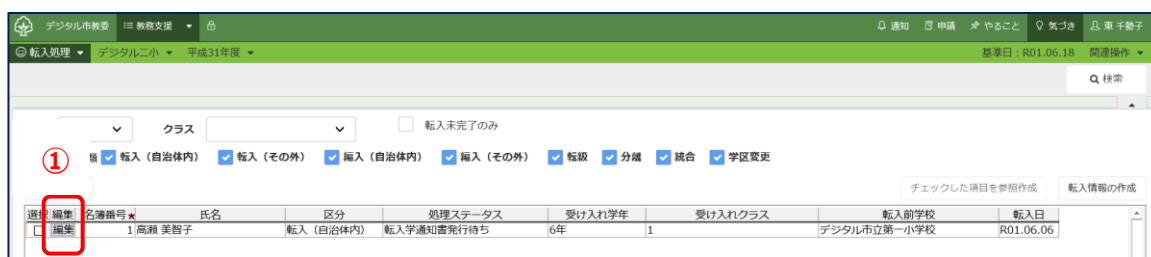 デジタル市教委 教務支援 通知 申請 やること 気づき 東 千勢子
転入処理 デジタル二小 平成31年度 基準日：R01.06.18 関連操作
検索
クラス 転入未完了のみ
① 類 転入（自治体内） 転入（その外） 編入（自治体内） 編入（その外） 転級 分離 統合 学区変更
チェックした項目を参照作成 転入情報の作成
選択 編集 名簿番号★ 氏名 区分 処理ステータス 受け入れ学年 受け入れクラス 転入前学校 転入日
編集 1 高瀬 美智子 転入（自治体内） 転入学通知書発行待ち 6年 1 デジタル市立第一小学校 R01.06.06